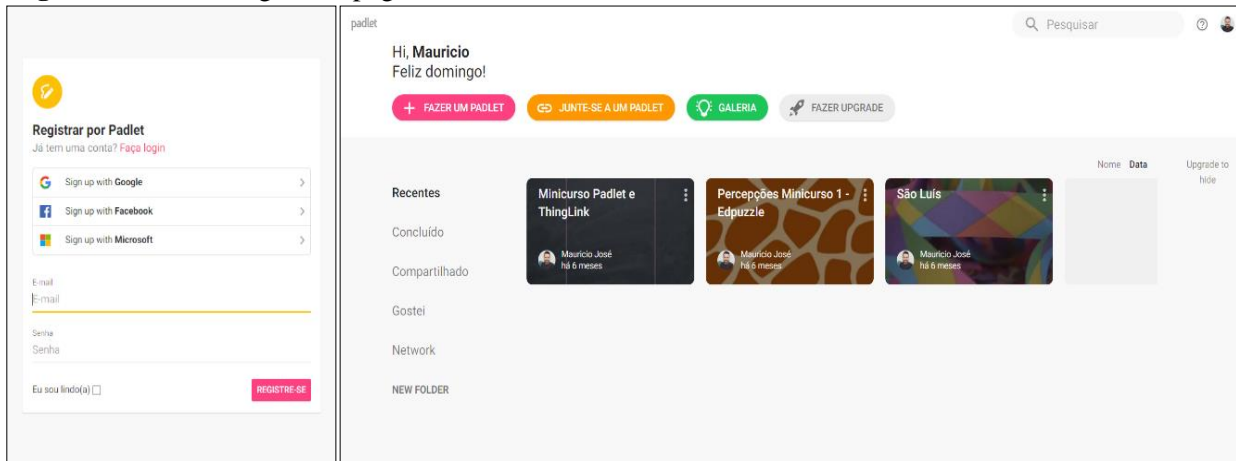 Registrar por Padlet
Já tem uma conta? Faça login
Sign up with Google
Sign up with Facebook
Sign up with Microsoft
E-mail
E-mail
Senha
Senha
Eu sou lindo(a)
REGISTRE-SE
padlet
Pesquisar
Hi, Mauricio
Feliz domingo!
+ FAZER UM PADLET
JUNTE-SE A UM PADLET
GALERIA
FAZER UPGRADE
Nome Data
Upgrade to
hide
Recentes
Concluído
Compartilhado
Gostei
Network
NEW FOLDER
Minicurso Padlet e
ThingLink
Mauricio José
há 6 meses
Percepções Minicurso 1 -
Edpuzzle
Mauricio José
há 6 meses
São Luís
Mauricio José
há 6 meses